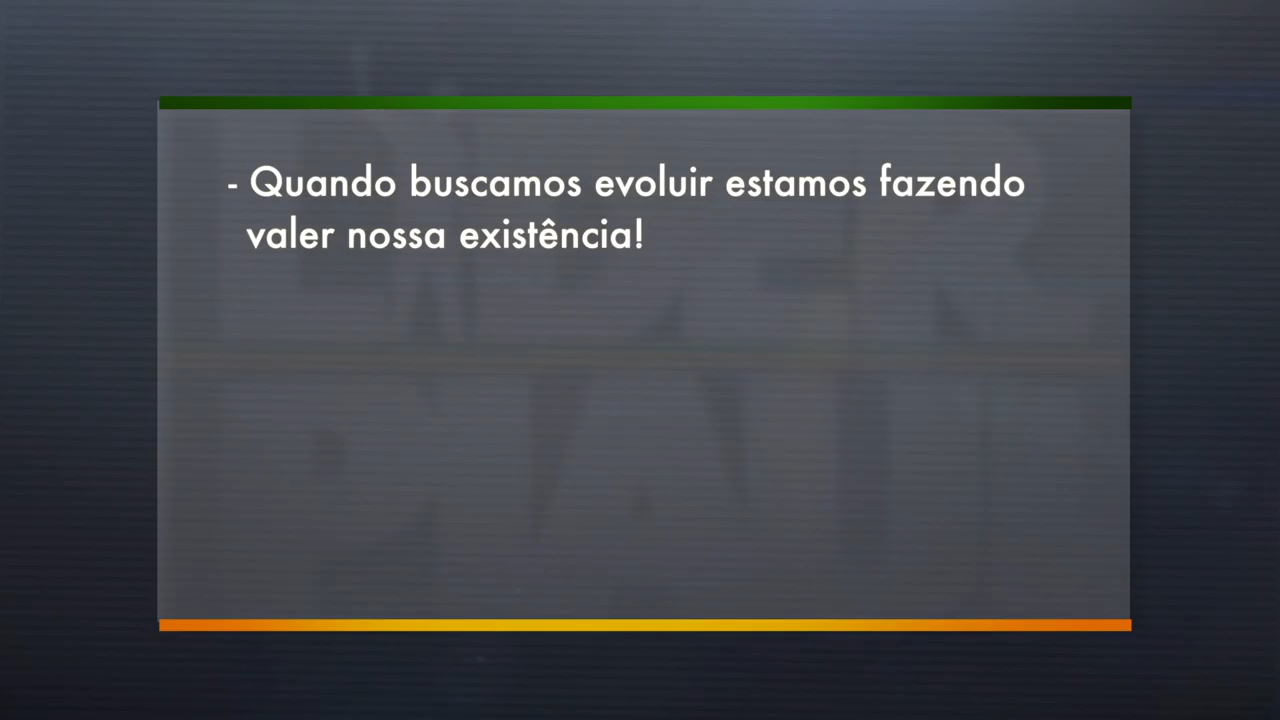 - Quando buscamos evoluir estamos fazendo
valer nossa existência!